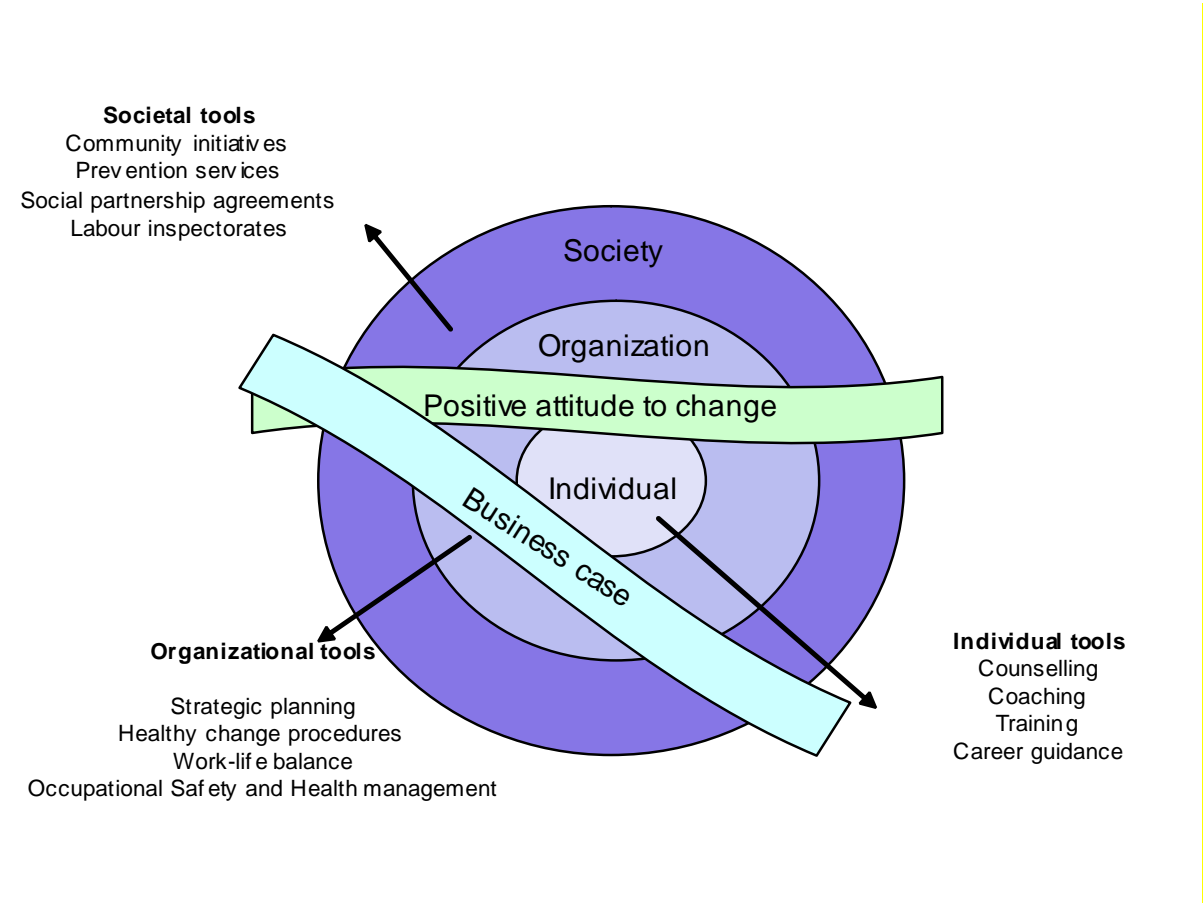 Societal tools
Community initiatives
Prevention services
Social partnership agreements
Labour inspectorates
Society
Organization
Positive attitude to change
Individual
Business case
Organizational tools
Strategic planning
Healthy change procedures
Work-life balance
Occupational Safety and Health management
Individual tools
Counselling
Coaching
Training
Career guidance